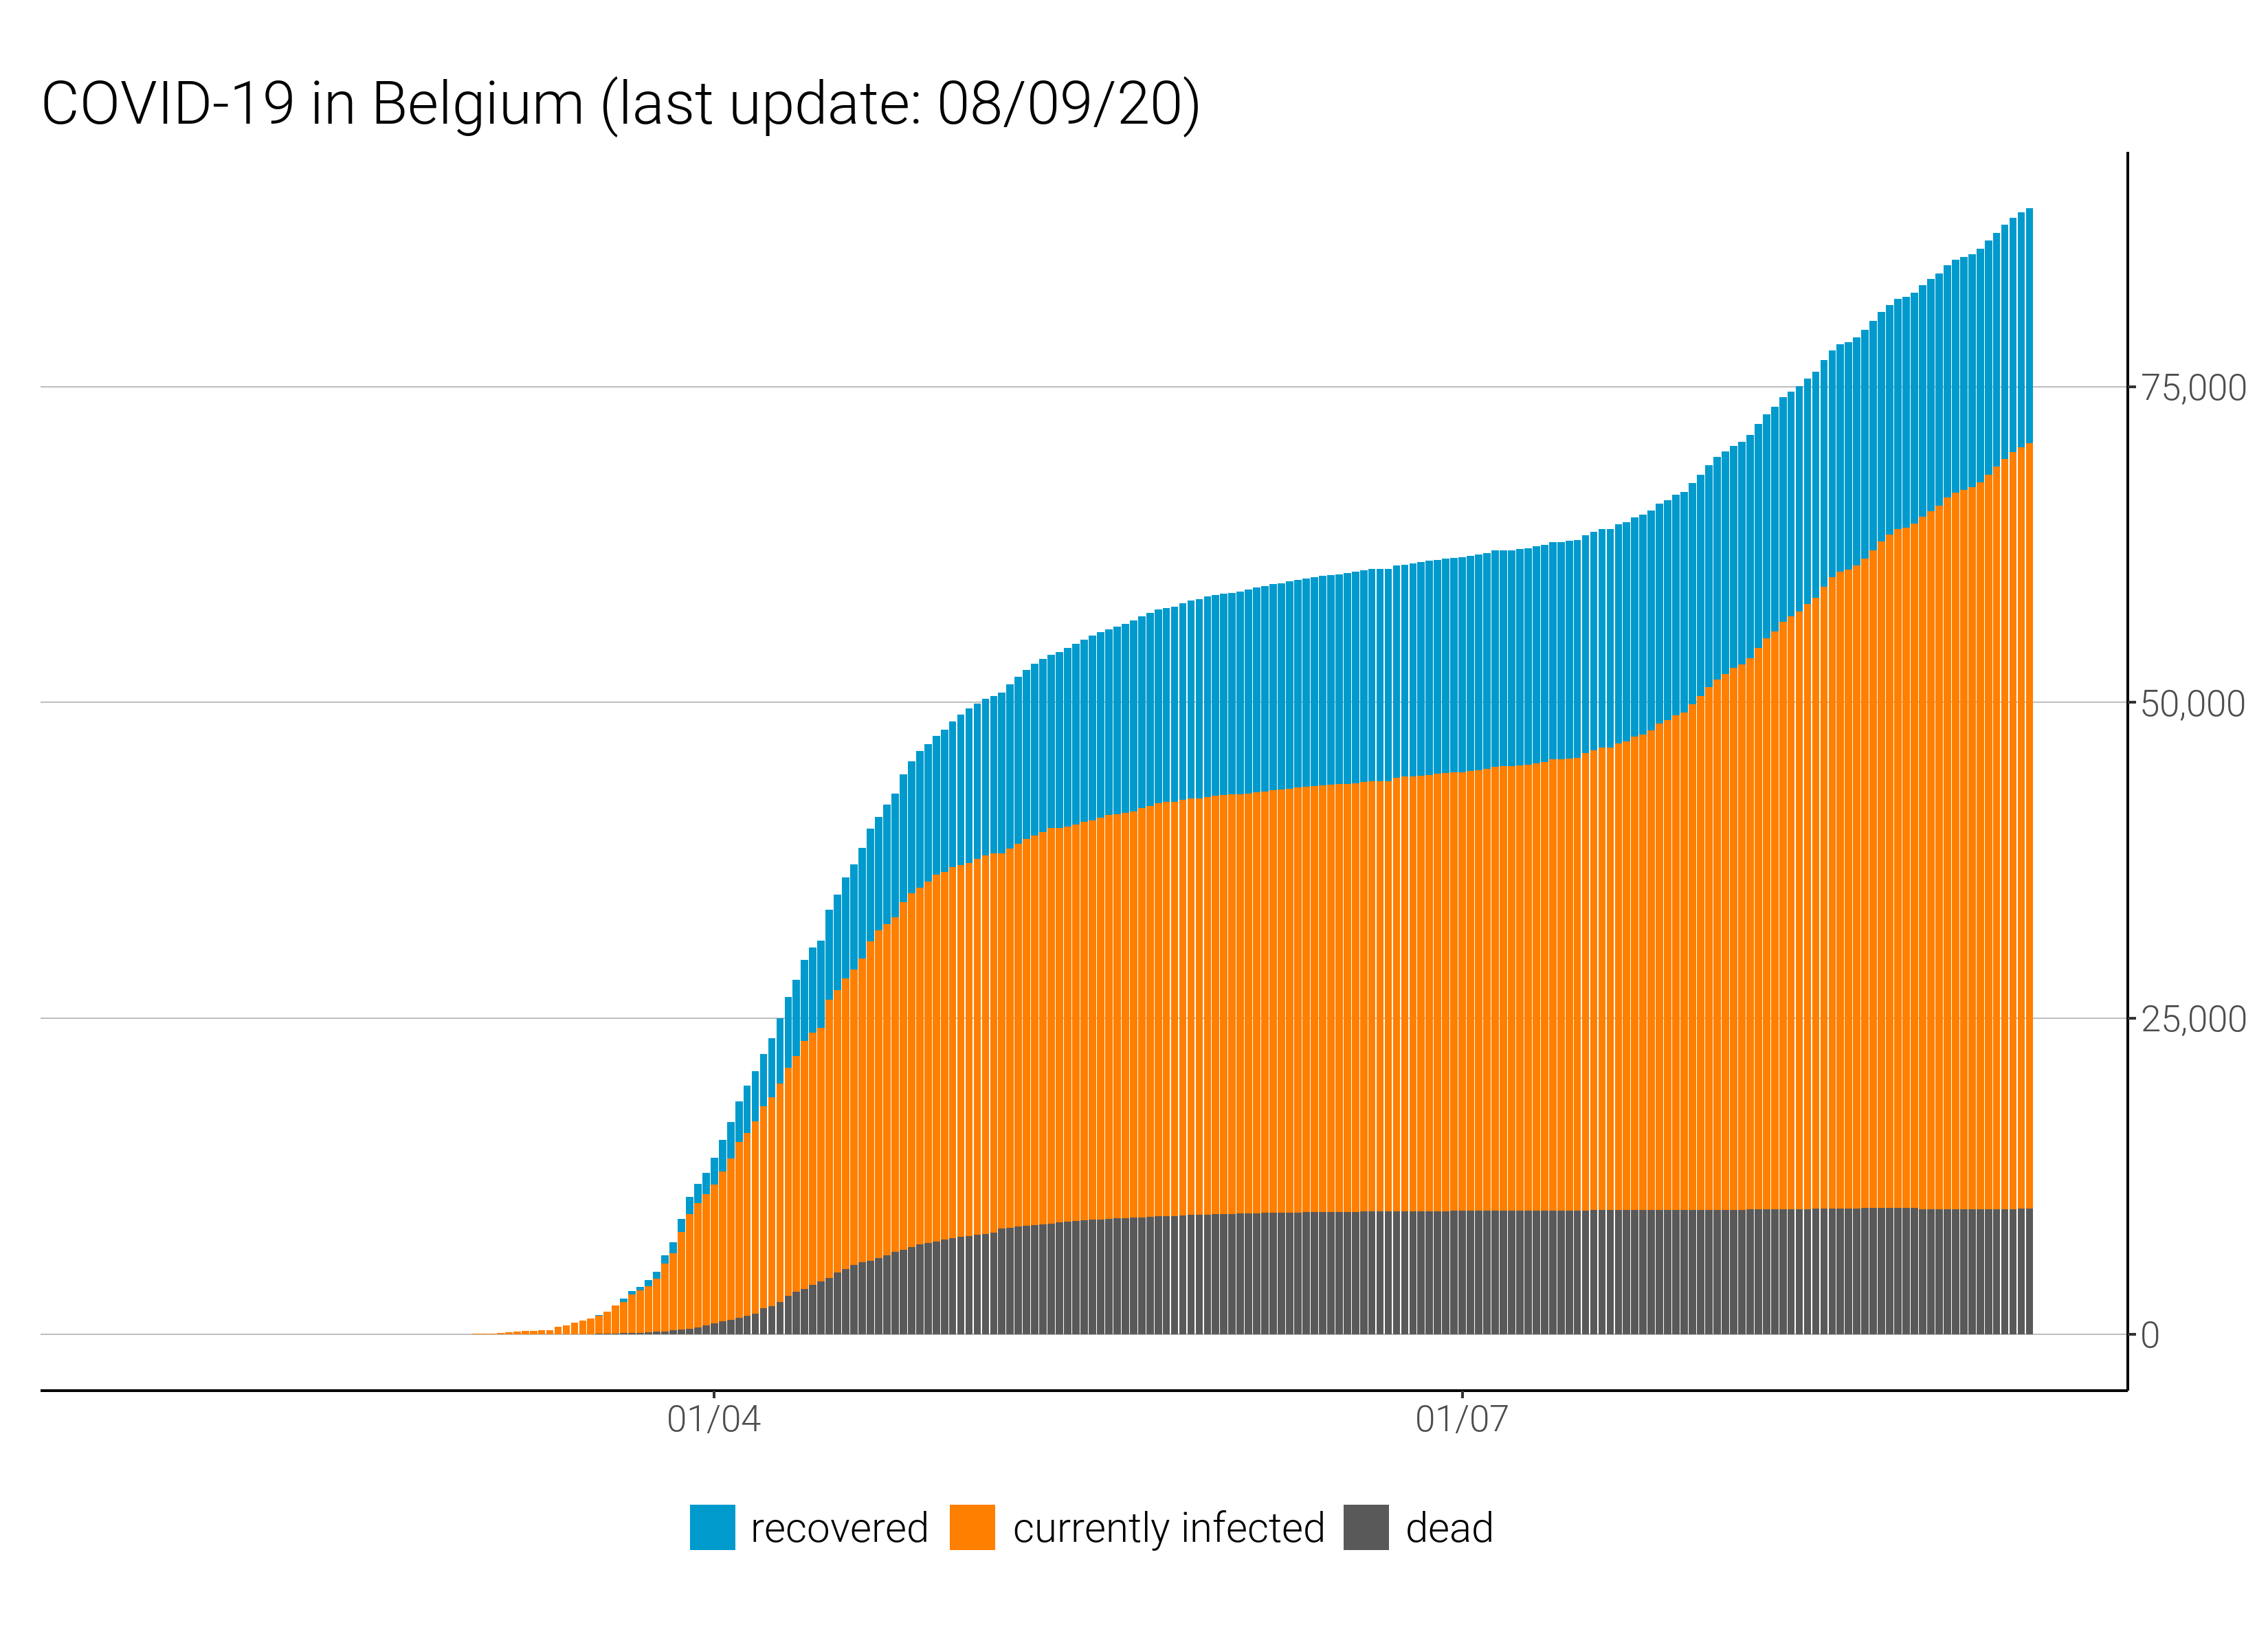 COVID-19 in Belgium (last update: 08/09/20)
75,000
50,000
25,000
0
01/04 01/07
recovered currently infected dead